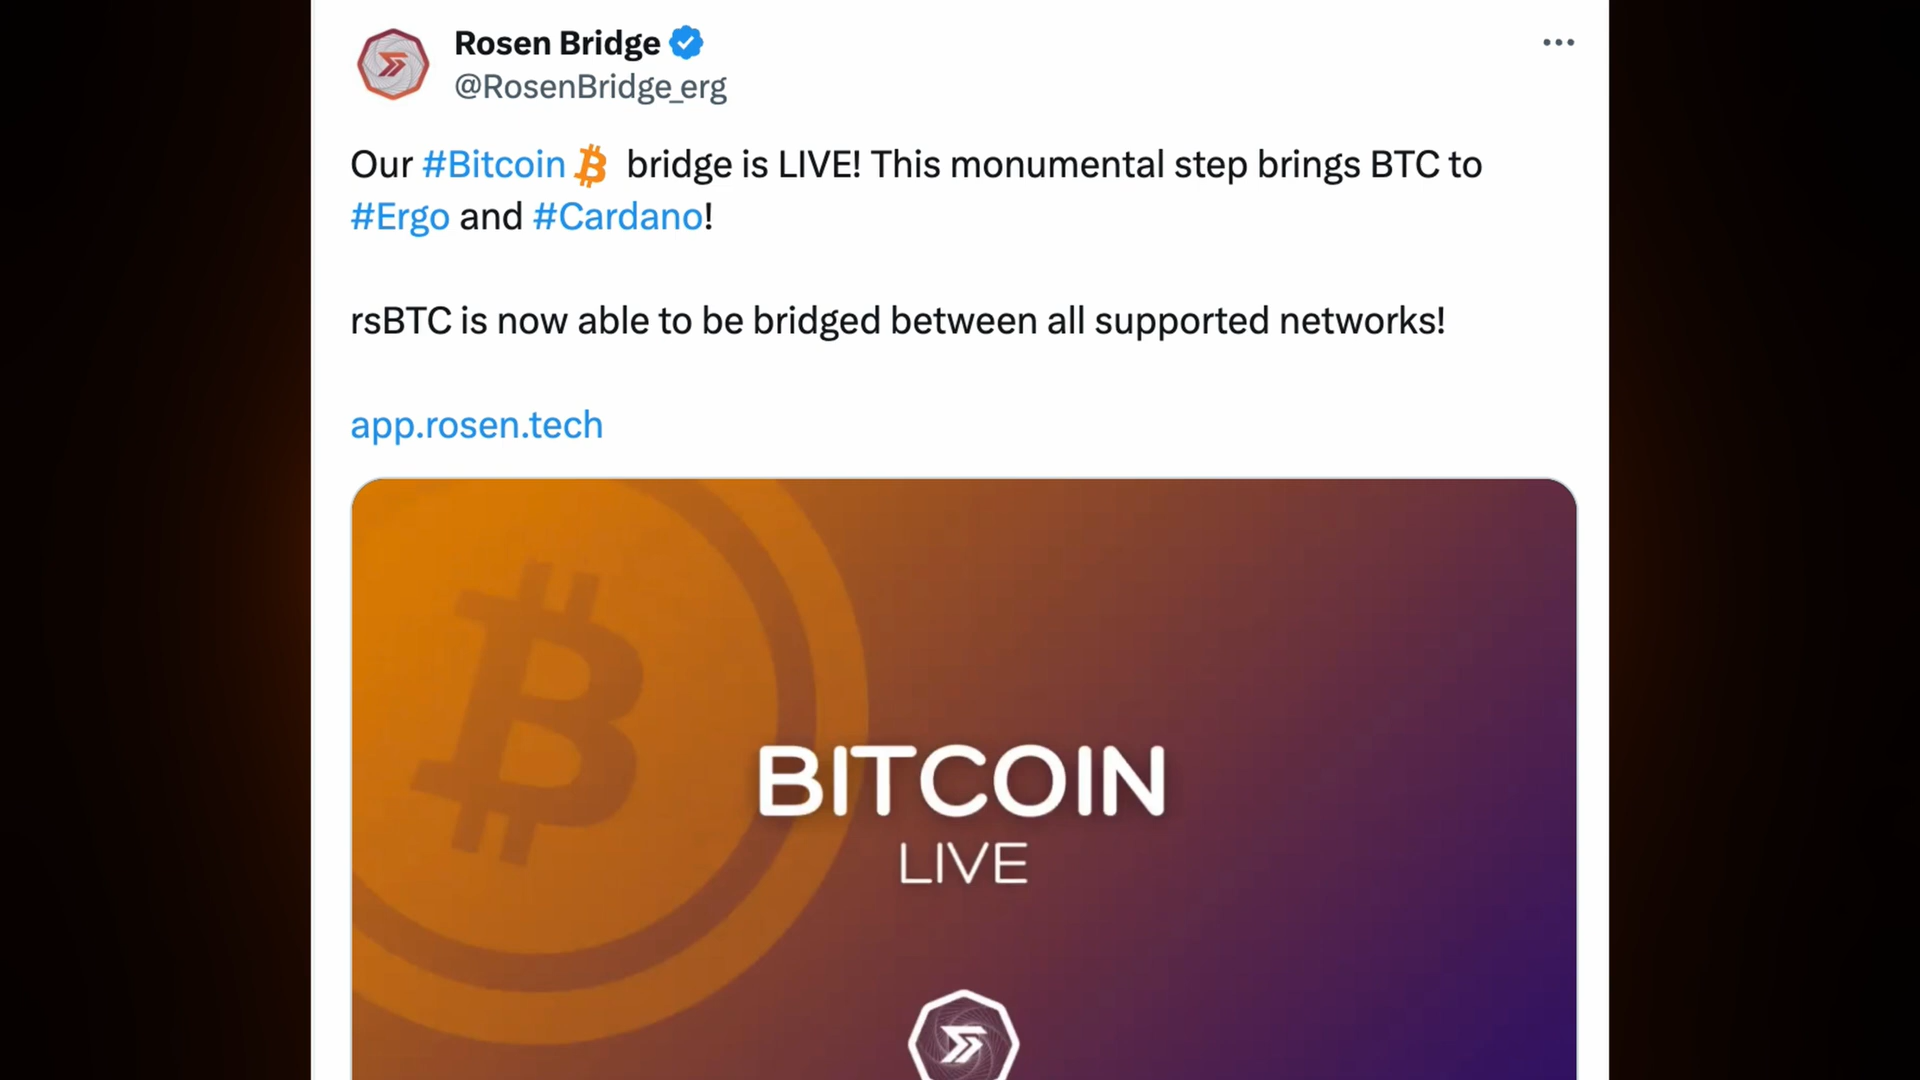 Rosen Bridge
@RosenBridge_erg
Our #Bitcoin bridge is LIVE! This monumental step brings BTC to
#Ergo and #Cardano!
rsBTC is now able to be bridged between all supported networks!
app.rosen.tech
BITCOIN
LIVE